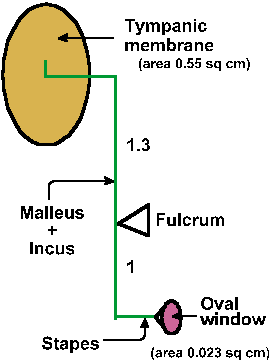 Tympanic
membrane
(area 0.55 sq cm)
1.3
Malleus
+
Incus
Fulcrum
1
Oval
window
Stapes
(area 0.023 sq cm)